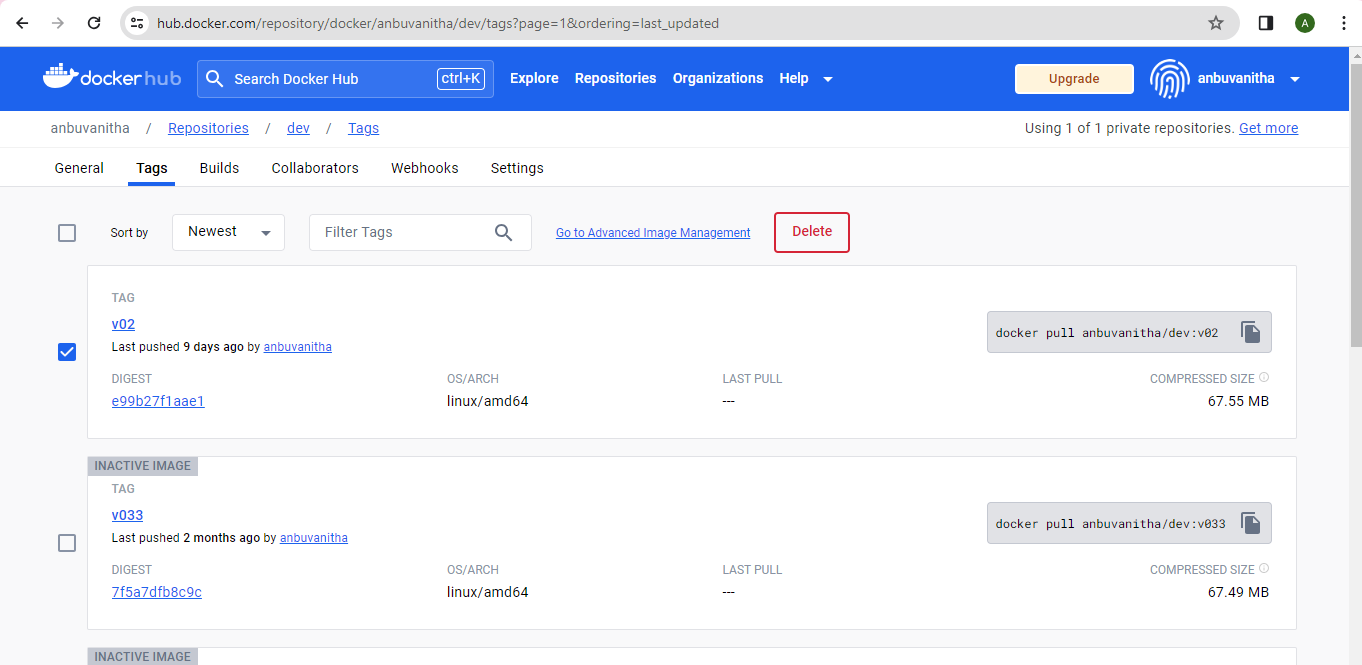 hub.docker.com/repository/docker/anbuvanitha/dev/tags?page=1&ordering=last_updated
A
docker hub
Search Docker Hub
ctrl+K
Explore
Repositories
Organizations
Help
Upgrade
anbuvanitha
anbuvanitha / Repositories / dev / Tags
Using 1 of 1 private repositories. Get more
General
Tags
Builds
Collaborators
Webhooks
Settings
Sort by
Newest
Filter Tags
Go to Advanced Image Management
Delete
TAG
v02
Last pushed 9 days ago by anbuvanitha
docker pull anbuvanitha/dev:v02
DIGEST
OS/ARCH
LAST PULL
COMPRESSED SIZE
e99b27f1aae1
linux/amd64
---
67.55 MB
INACTIVE IMAGE
TAG
v033
Last pushed 2 months ago by anbuvanitha
docker pull anbuvanitha/dev:v033
DIGEST
OS/ARCH
LAST PULL
COMPRESSED SIZE
7f5a7dfb8c9c
linux/amd64
---
67.49 MB
INACTIVE IMAGE